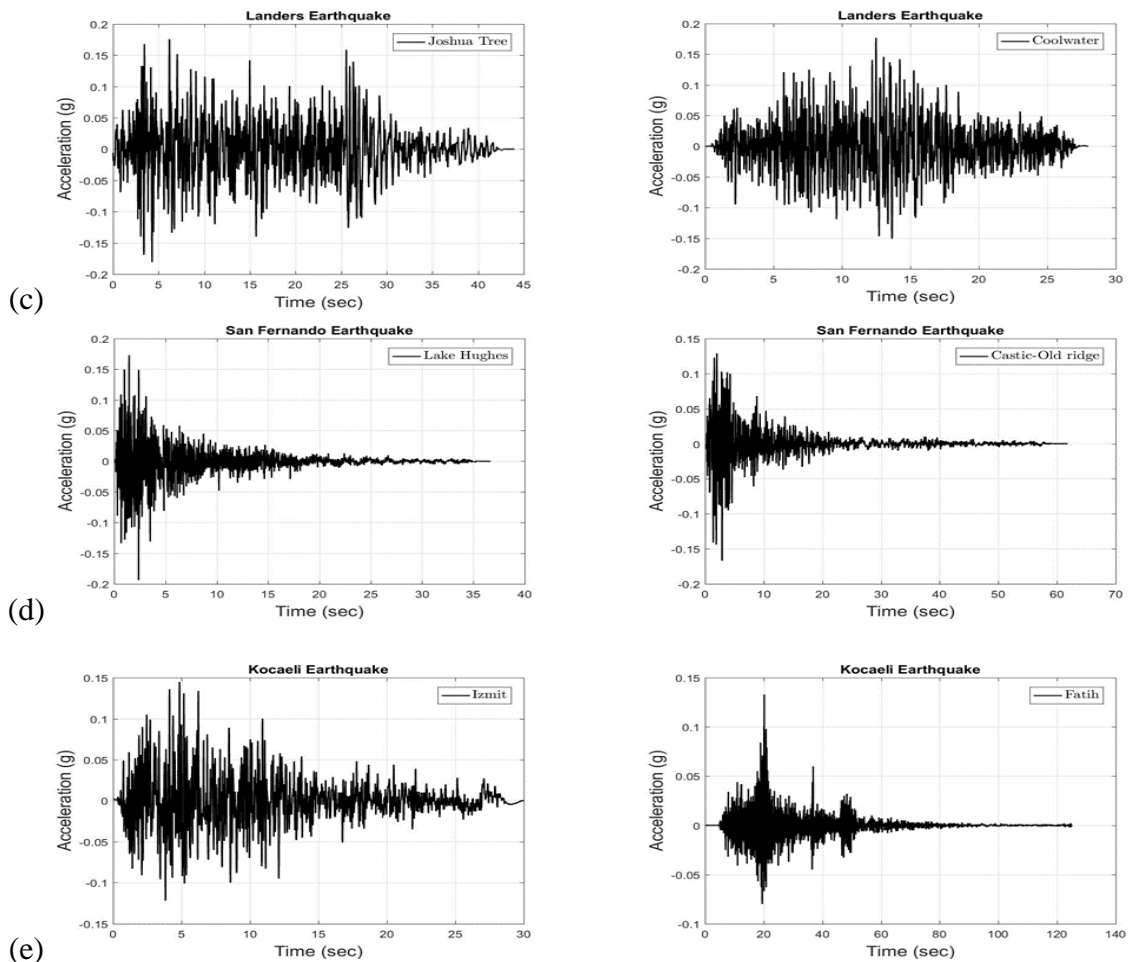 Landers Earthquake
Joshua Tree
Acceleration (g)
0.2
0.15
0.1
0.05
0
-0.05
-0.1
-0.15
-0.2
0 5 10 15 20 25 30 35 40 45
Time (sec)
Landers Earthquake
Coolwater
Acceleration (g)
0.2
0.15
0.1
0.05
0
-0.05
-0.1
-0.15
-0.2
0 5 10 15 20 25 30
Time (sec)
(c)
San Fernando Earthquake
Lake Hughes
Acceleration (g)
0.2
0.15
0.1
0.05
0
-0.05
-0.1
-0.15
-0.2
0 5 10 15 20 25 30 35 40
Time (sec)
San Fernando Earthquake
Castic-Old ridge
Acceleration (g)
0.15
0.1
0.05
0
-0.05
-0.1
-0.15
-0.2
0 10 20 30 40 50 60 70
Time (sec)
(d)
Kocaeli Earthquake
Izmit
Acceleration (g)
0.15
0.1
0.05
0
-0.05
-0.1
-0.15
0 5 10 15 20 25 30
Time (sec)
Kocaeli Earthquake
Fatih
Acceleration (g)
0.15
0.1
0.05
0
-0.05
-0.1
0 20 40 60 80 100 120 140
Time (sec)
(e)